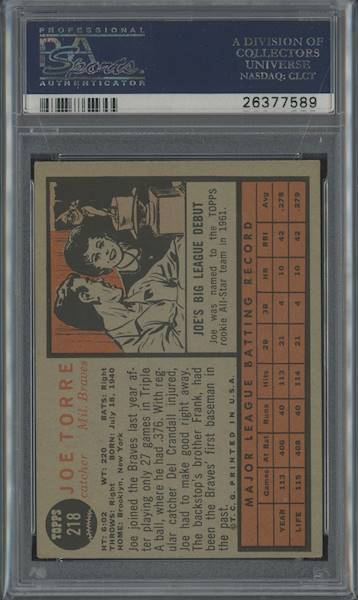 PROFESSIONAL
PSA
Sports
AUTHENTICATOR
A DIVISION OF
COLLECTORS
UNIVERSE
NASDAQ: CLCT
26377589
TOPPS
218
JOE TORRE
catcher Mil. Braves
HT: 6:02 WT: 220 BATS: Right
THROWS: Right BORN: July 18, 1940
HOME: Brooklyn, New York
Joe joined the Braves last year af-
ter playing only 27 games in Triple
A ball, where he had .376. With reg-
ular catcher Del Crandall injured,
Joe had to make good right away.
The backstop's brother Frank, had
been the Braves' first baseman in
the past.
©T.C.G. PRINTED IN U.S.A.
JOE'S BIG LEAGUE DEBUT
Joe was named to the TOPPS
rookie All-Star team in 1961.
MAJOR LEAGUE BATTING RECORD
Games At Bat Runs Hits 2B 3B HR RBI Avg
YEAR 113 406 40 113 21 4 10 42 .278
LIFE 115 408 40 114 21 4 10 42 .279